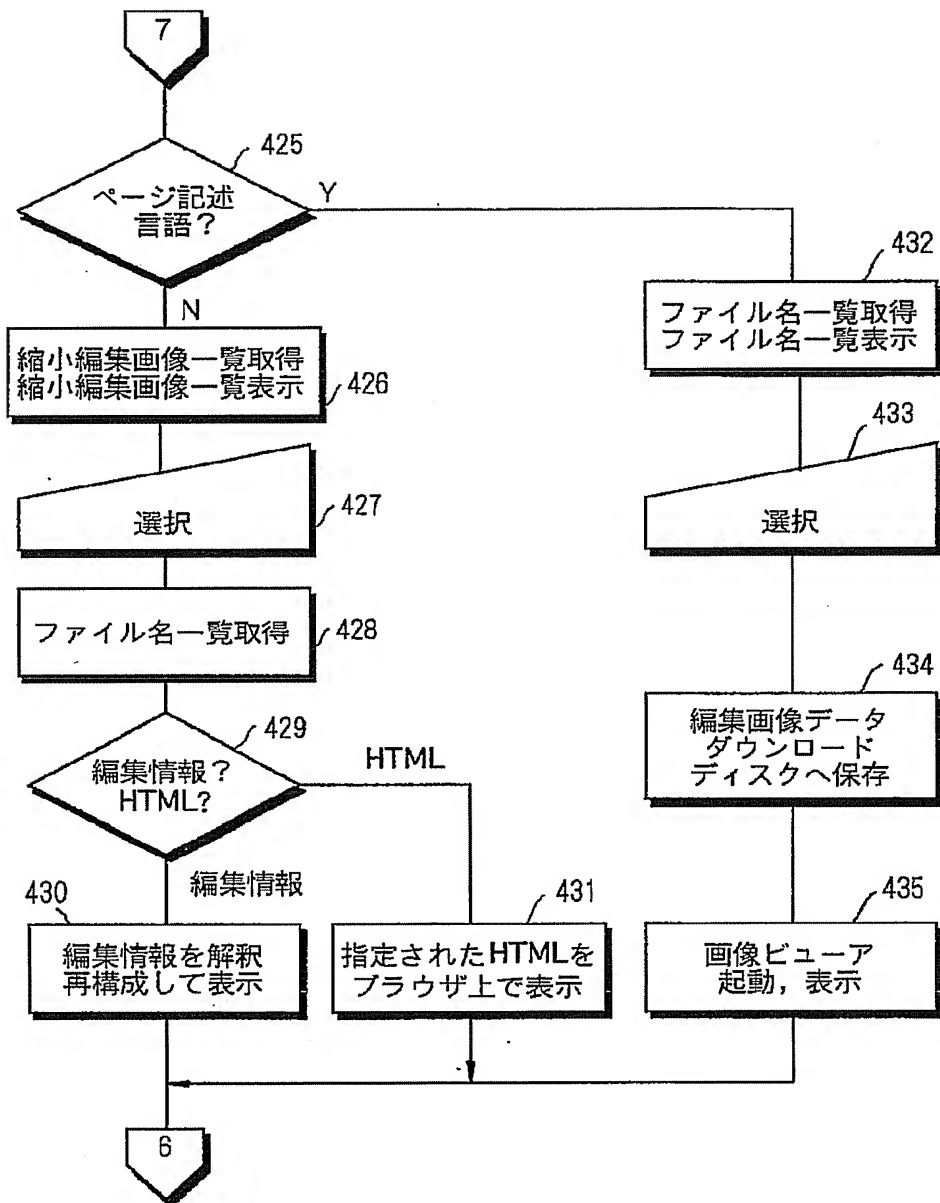 7
425
ページ記述
言語?
Y
N
縮小編集画像一覧取得
縮小編集画像一覧表示
426
選択
427
ファイル名一覧取得
428
429
編集情報?
HTML?
HTML
編集情報
430
編集情報を解釈
再構成して表示
431
指定されたHTMLを
ブラウザ上で表示
432
ファイル名一覧取得
ファイル名一覧表示
433
選択
434
編集画像データ
ダウンロード
ディスクへ保存
435
画像ビューア
起動,表示
6